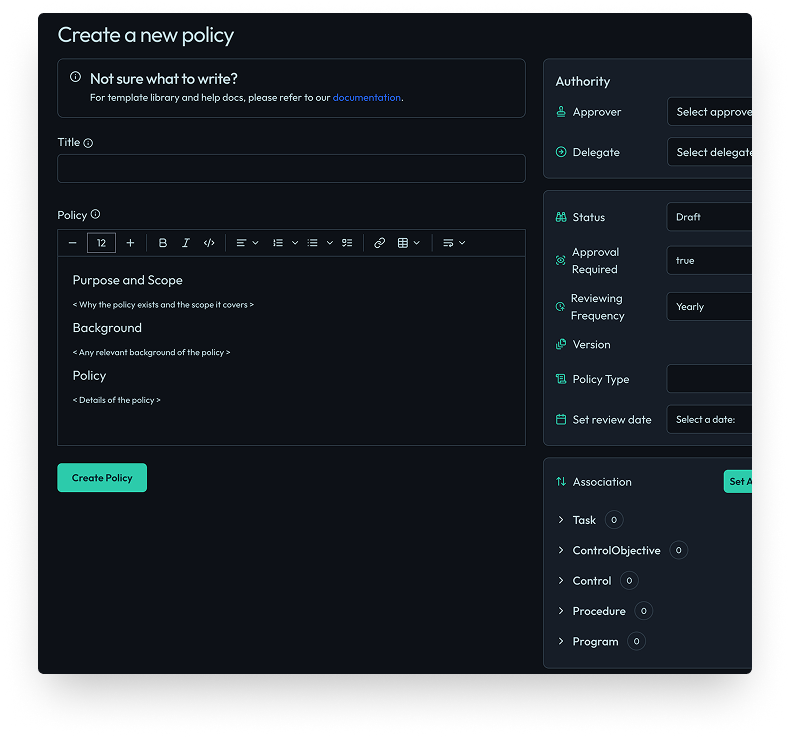 Create a new policy
Not sure what to write?
For template library and help docs, please refer to our documentation.
Title
Policy
12
B I </>
Purpose and Scope
< Why the policy exists and the scope it covers >
Background
< Any relevant background of the policy >
Policy
< Details of the policy >
Create Policy
Authority
Approver Select approve
Delegate Select delegate
Status Draft
Approval
Required
true
Reviewing
Frequency
Yearly
Version
Policy Type
Set review date Select a date:
Association Set A
Task 0
ControlObjective 0
Control 0
Procedure 0
Program 0